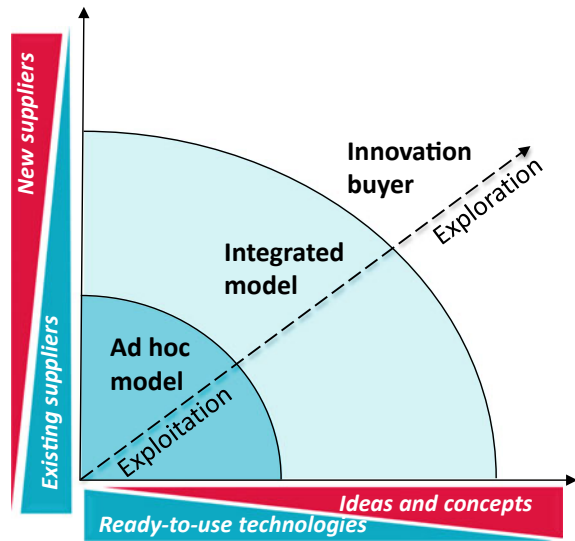 New suppliers
Existing suppliers
Innovation
buyer
Exploration
Integrated
model
Ad hoc
model
Exploitation
Ideas and concepts
Ready-to-use technologies